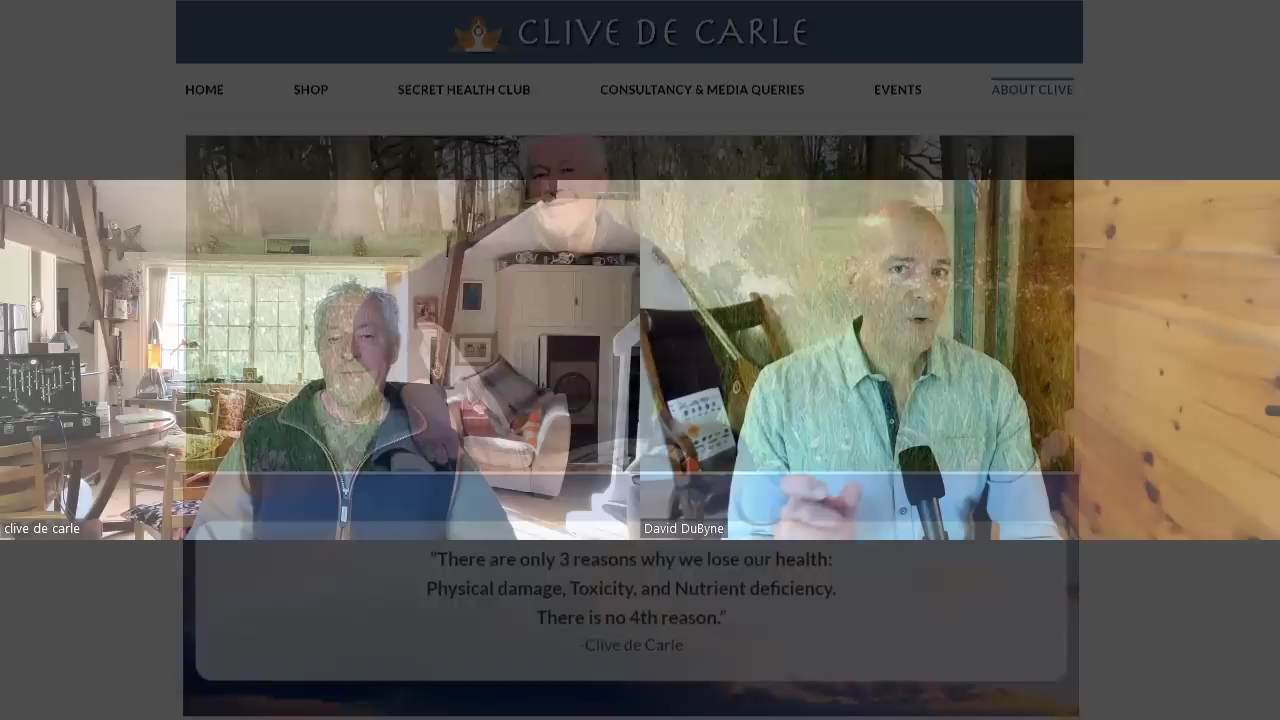 CLIVE DE CARLE
HOME SHOP SECRET HEALTH CLUB CONSULTANCY & MEDIA QUERIES EVENTS ABOUT CLIVE
clive de carle
David DuByne
"There are only 3 reasons why we lose our health:
Physical damage, Toxicity, and Nutrient deficiency.
There is no 4th reason."
-Clive de Carle